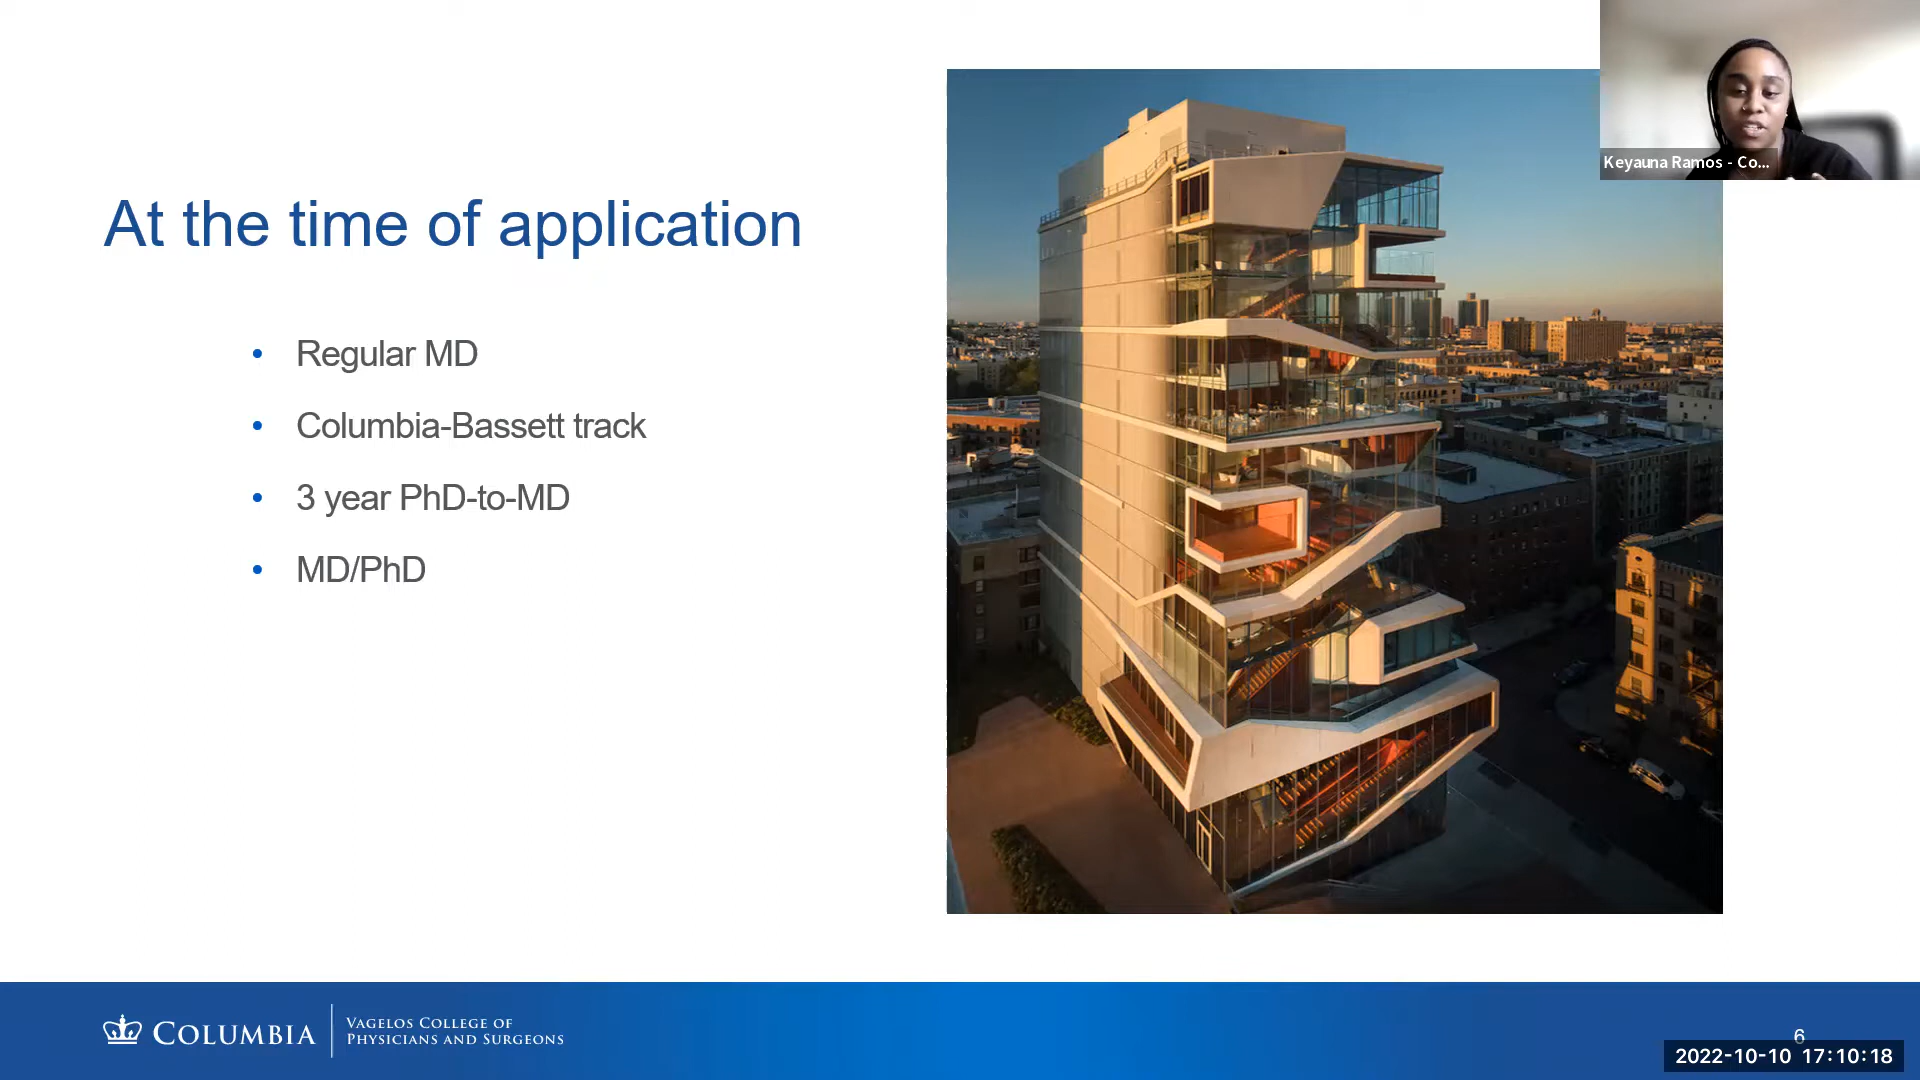 Keyauna Ramos - Co...
At the time of application
• Regular MD
• Columbia-Bassett track
• 3 year PhD-to-MD
• MD/PhD
COLUMBIA
VAGELOS COLLEGE OF
PHYSICIANS AND SURGEONS
6
2022-10-10 17:10:18